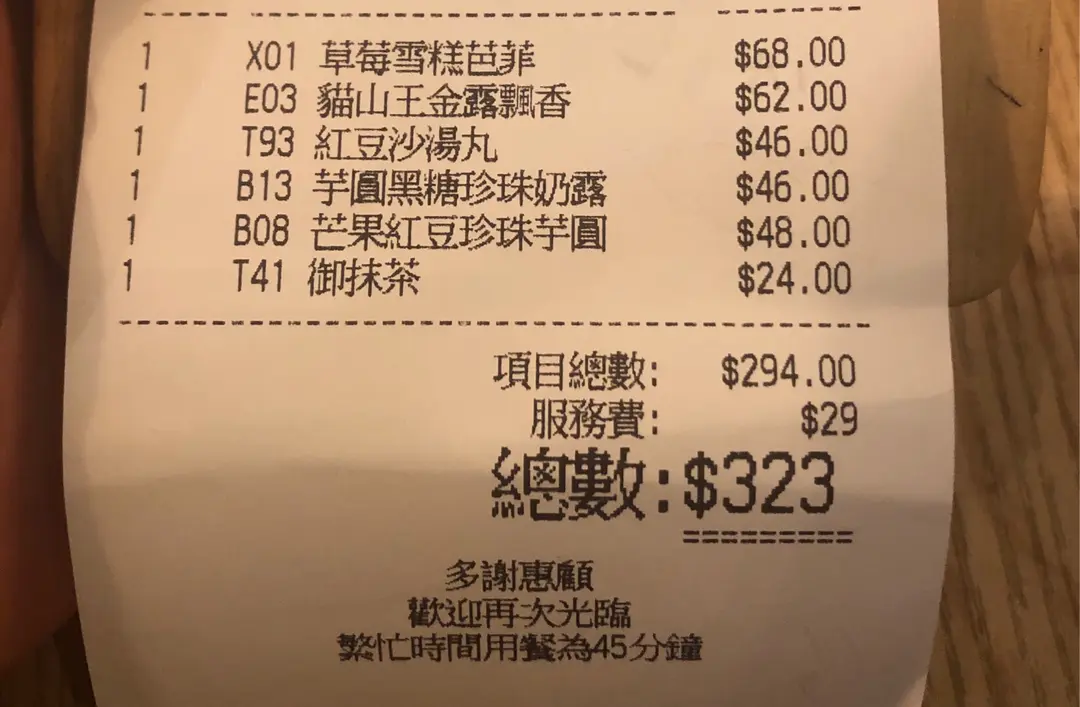 1 X01 草莓雪糕芭菲 $68.00
1 E03 貓山王金露飄香 $62.00
1 T93 紅豆沙湯丸 $46.00
1 B13 芋圓黑糖珍珠奶露 $46.00
1 B08 芒果紅豆珍珠芋圓 $48.00
1 T41 御抹茶 $24.00
項目總數: $294.00
服務費: $29
總數:$323
多謝惠顧
歡迎再次光臨
繁忙時間用餐為45分鐘